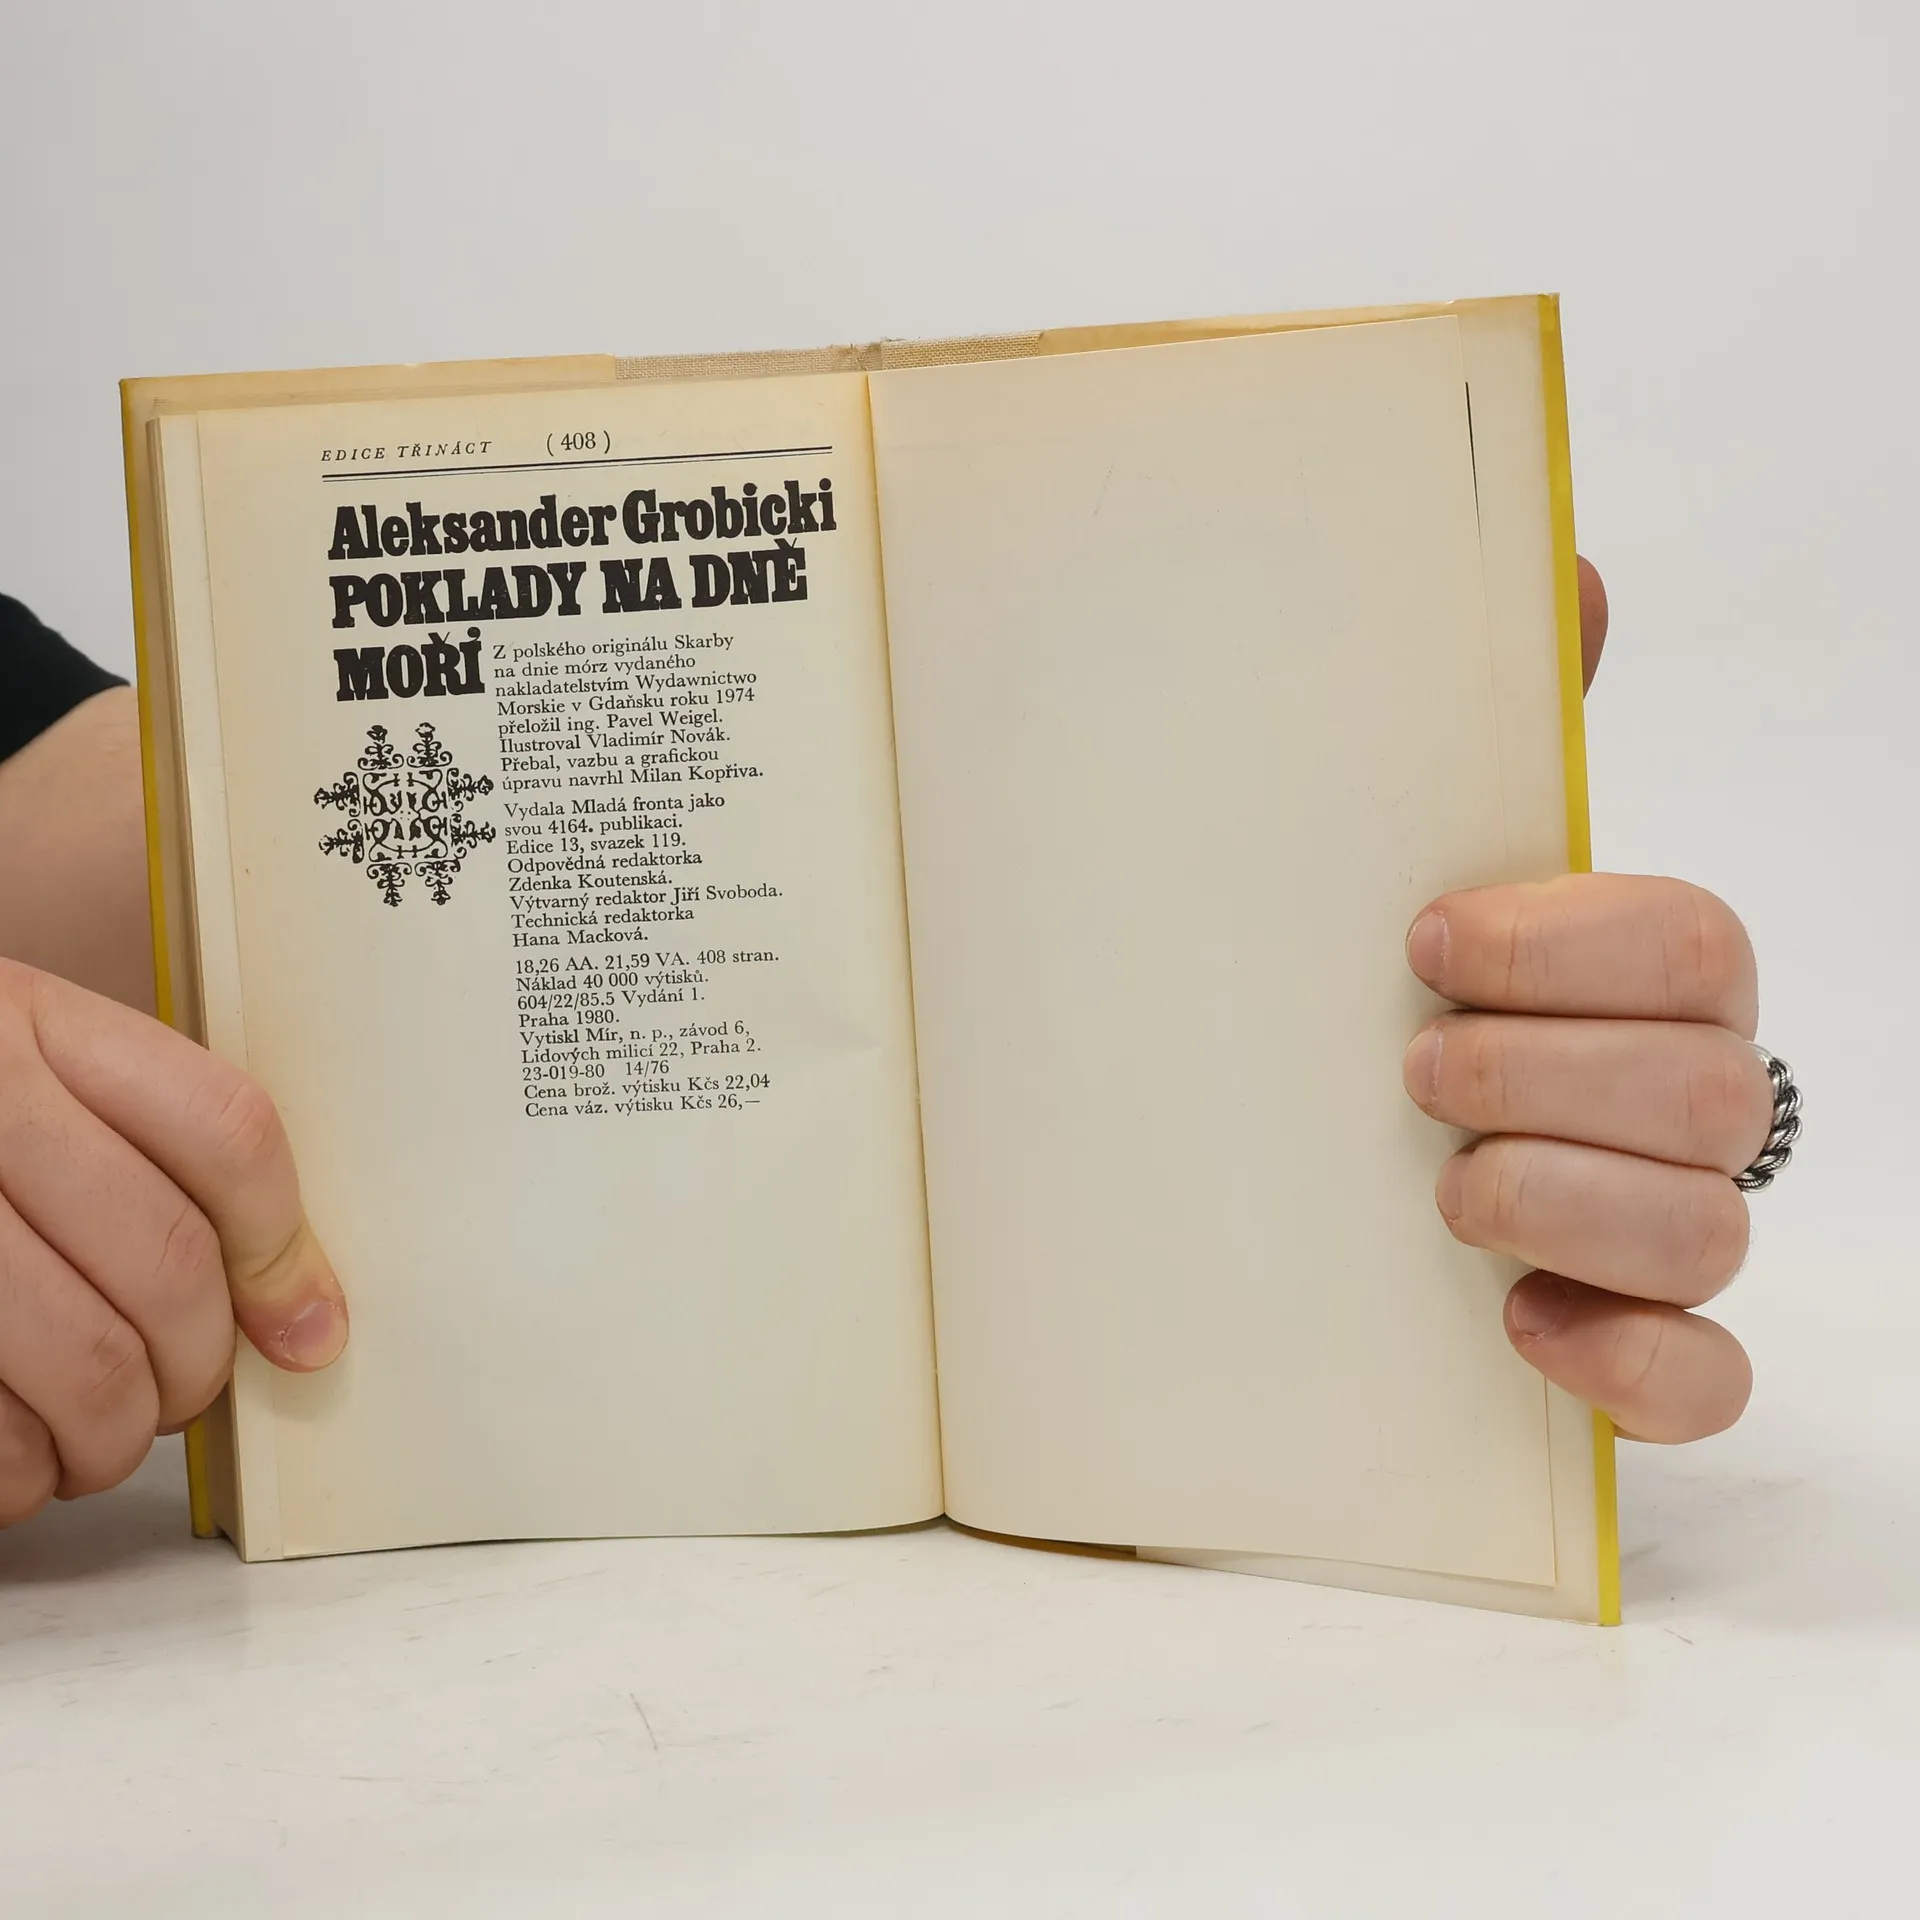 EDICE TŘINÁCT (408)
Aleksander Grobicki
POKLADY NA DNĚ
MOŘÍ
Z polského originálu Skarby
na dnie mórz vydaného
nakladatelstvím Wydawnictwo
Morskie v Gdaňsku roku 1974
přeložil ing. Pavel Weigel.
Ilustroval Vladimír Novák.
Přebal, vazbu a grafickou
úpravu navrhl Milan Kopřiva.
Vydala Mladá fronta jako
svou 4164. publikaci.
Edice 13, svazek 119.
Odpovědná redaktorka
Zdenka Koutenská.
Výtvarný redaktor Jiří Svoboda.
Technická redaktorka
Hana Macková.
18,26 AA. 21,59 VA. 408 stran.
Náklad 40 000 výtisků.
604/22/85.5 Vydání 1.
Praha 1980.
Vytiskl Mír, n. p., závod 6,
Lidových milicí 22, Praha 2.
23-019-80 14/76
Cena brož. výtisku Kčs 22,04
Cena váz. výtisku Kčs 26,—